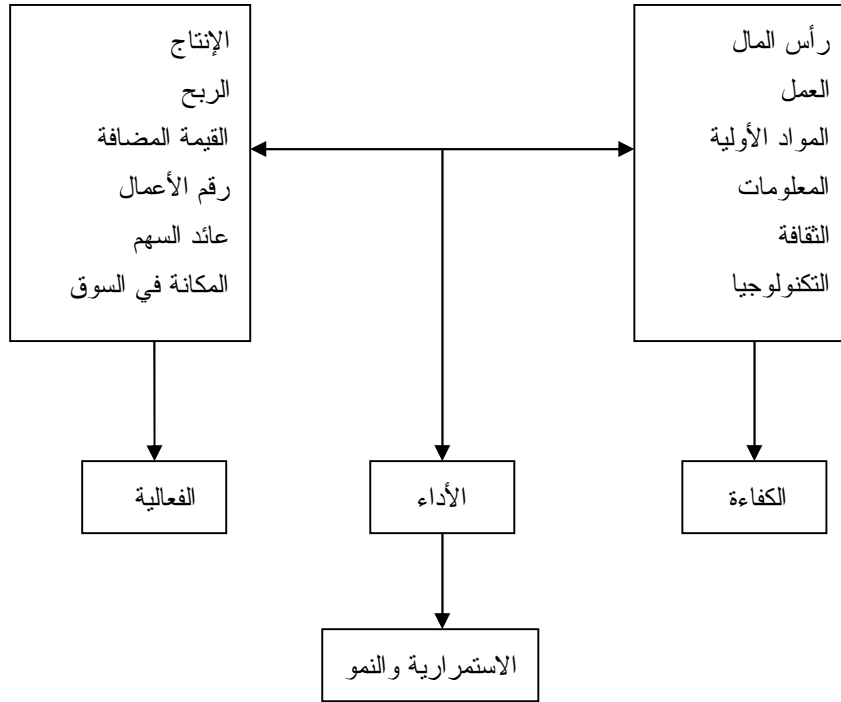 رأس المال
العمل
المواد الأولية
المعلومات
الثقافة
التكنولوجيا
الإنتاج
الربح
القيمة المضافة
رقم الأعمال
عائد السهم
المكانة في السوق
الكفاءة
الأداء
الفعالية
الاستمرارية والنمو